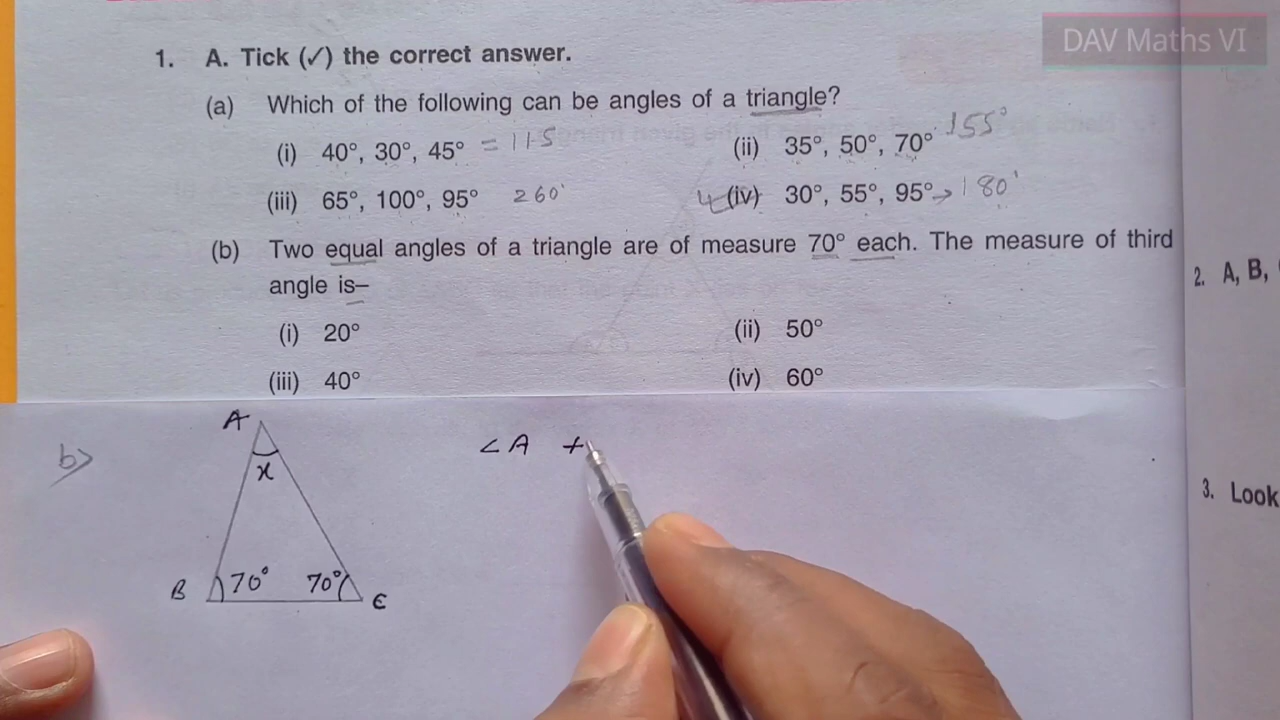 DAV Maths VI
1. A. Tick (✓) the correct answer.
(a) Which of the following can be angles of a triangle?
(i) 40°, 30°, 45° = 115 (ii) 35°, 50°, 70° 155°
(iii) 65°, 100°, 95° 260° (iv) 30°, 55°, 95° → 180°
(b) Two equal angles of a triangle are of measure 70° each. The measure of third
angle is–
(i) 20° (ii) 50°
(iii) 40° (iv) 60°
2. A, B,
3. Look
b)
A
∠A +
x
B 70° 70° C